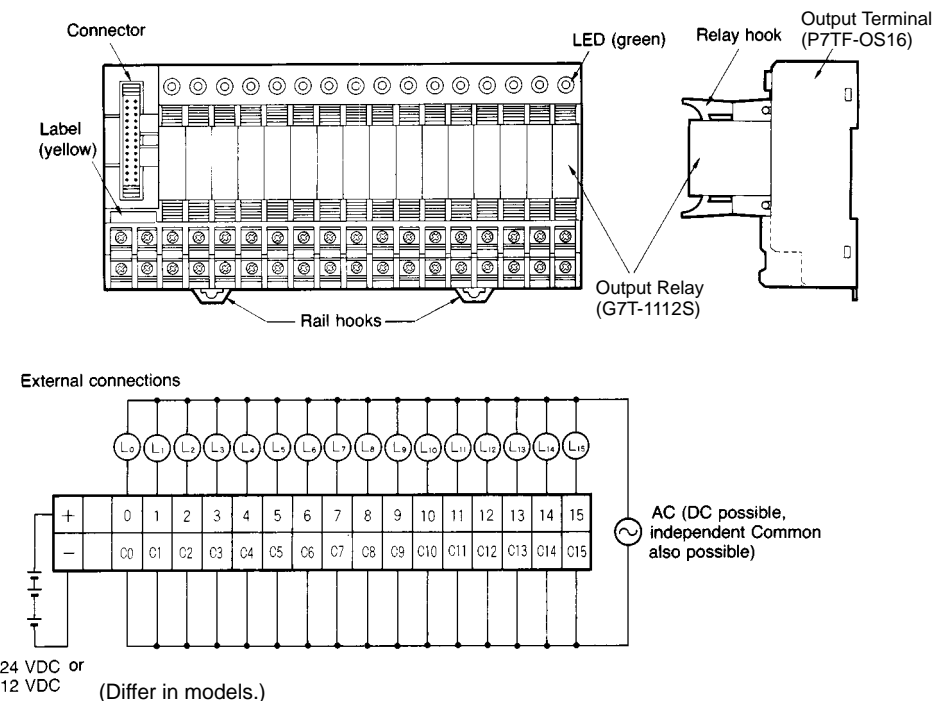 Connector
LED (green)
Relay hook
Output Terminal
(P7TF-OS16)
Label
(yellow)
Output Relay
(G7T-1112S)
Rail hooks
External connections
L0 L1 L2 L3 L4 L5 L6 L7 L8 L9 L10 L11 L12 L13 L14 L15
+ 0 1 2 3 4 5 6 7 8 9 10 11 12 13 14 15
− C0 C1 C2 C3 C4 C5 C6 C7 C8 C9 C10 C11 C12 C13 C14 C15
AC (DC possible,
independent Common
also possible)
24 VDC or
12 VDC
(Differ in models.)